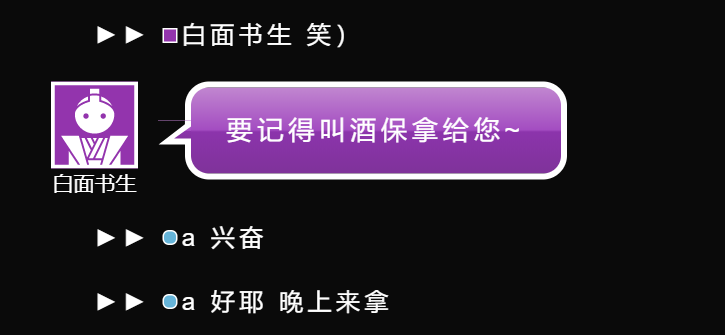 ▶▶ ■白面书生 笑)
要记得叫酒保拿给您~
白面书生
▶▶ ●a 兴奋
▶▶ ●a 好耶 晚上来拿